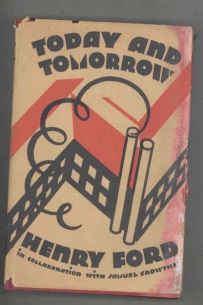 TODAY AND
TOMORROW
HENRY FORD
IN COLLABORATION WITH SAMUEL CROWTHER